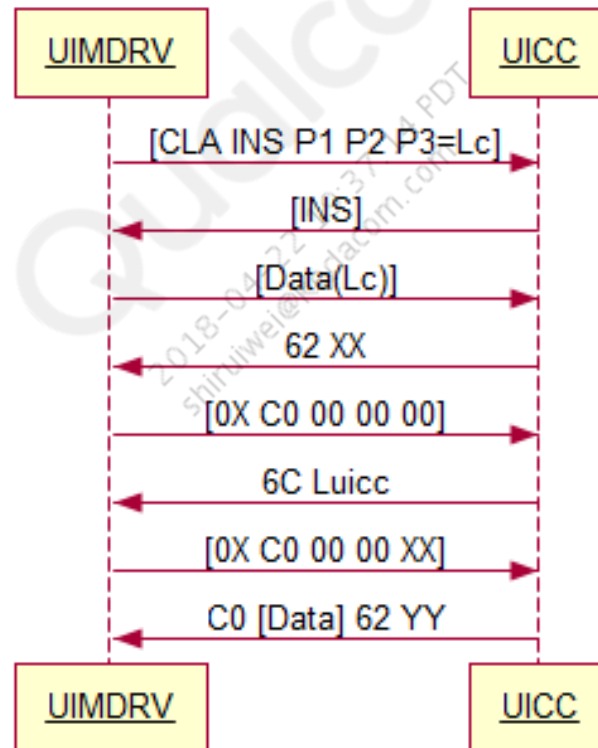 UIMDRV UICC
[CLA INS P1 P2 P3=Lc]
[INS]
[Data(Lc)]
62 XX
[0X C0 00 00 00]
6C Luicc
[0X C0 00 00 XX]
C0 [Data] 62 YY
UIMDRV UICC